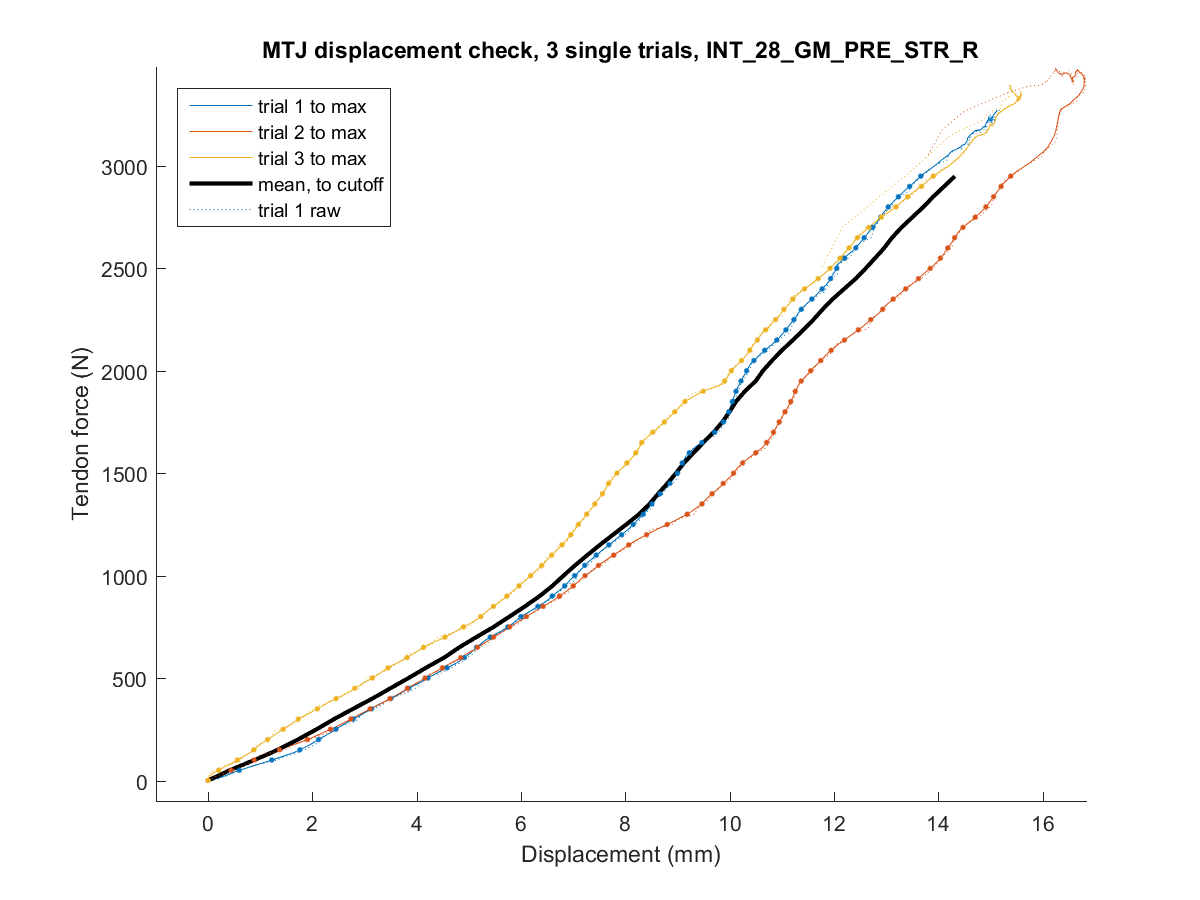 MTJ displacement check, 3 single trials, INT_28_GM_PRE_STR_R
trial 1 to max
trial 2 to max
trial 3 to max
mean, to cutoff
trial 1 raw
3000
2500
2000
1500
1000
500
0
Tendon force (N)
0 2 4 6 8 10 12 14 16
Displacement (mm)